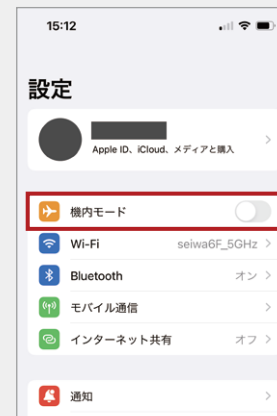 15:12
設定
Apple ID、iCloud、メディアと購入
機内モード
Wi-Fi seiwa6F_5GHz
Bluetooth オン
モバイル通信
インターネット共有 オフ
通知